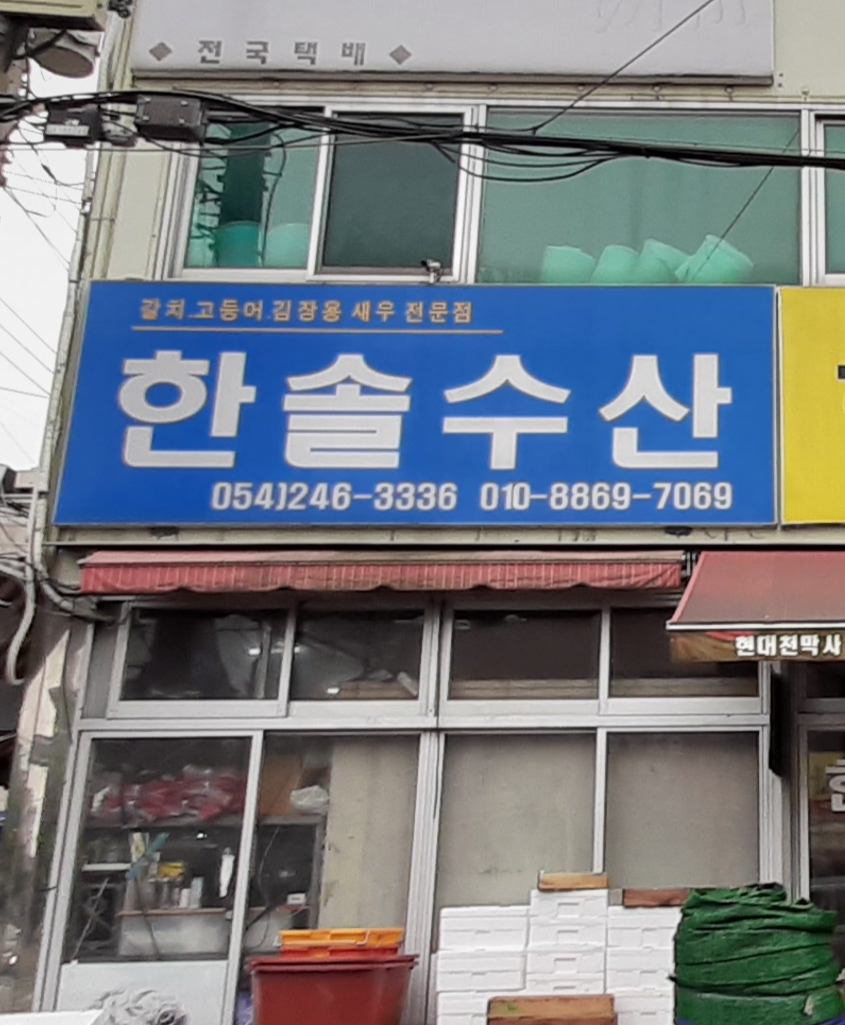 ◆ 전국택배 ◆
갈치.고등어.김장용 새우 전문점
한솔수산
054)246-3336 010-8869-7069
현대천막사